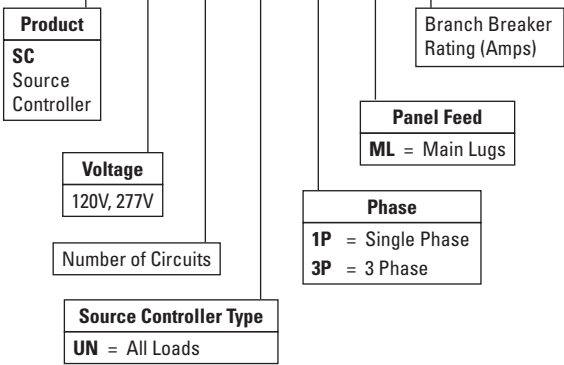 Product
SC
Source
Controller
Branch Breaker
Rating (Amps)
Panel Feed
ML = Main Lugs
Voltage
120V, 277V
Phase
1P = Single Phase
3P = 3 Phase
Number of Circuits
Source Controller Type
UN = All Loads